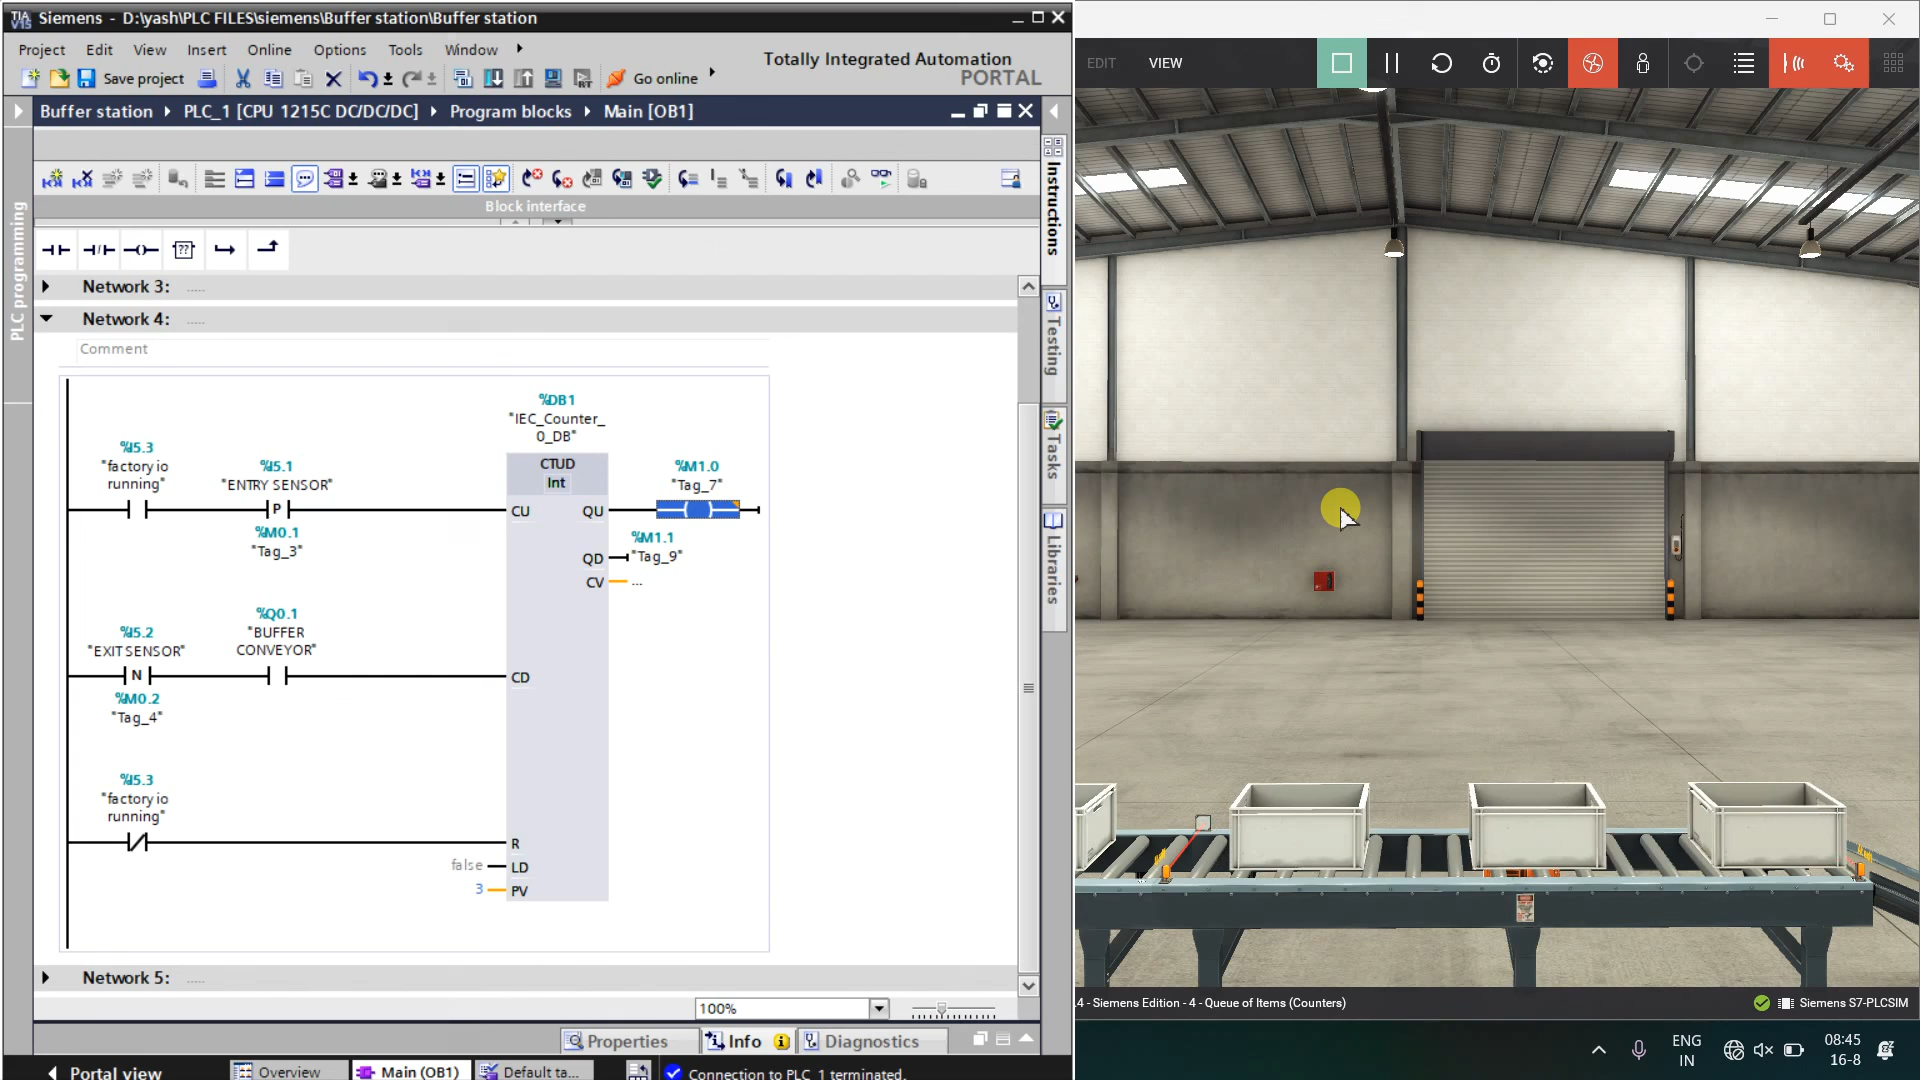 TIA
V15
Siemens - D:\yash\PLC FILES\siemens\Buffer station\Buffer station
Project Edit View Insert Online Options Tools Window
Totally Integrated Automation
PORTAL
Save project
Go online
Buffer station PLC_1 [CPU 1215C DC/DC/DC] Program blocks Main [OB1]
Block interface
??
Network 3: .....
Network 4: .....
Comment
%DB1
"IEC_Counter_
0_DB"
CTUD
Int
%I5.3
"factory io
running"
%I5.1
"ENTRY SENSOR"
P
%M0.1
"Tag_3"
CU QU
%M1.0
"Tag_7"
QD
%M1.1
"Tag_9"
CV ...
%I5.2
"EXIT SENSOR"
N
%M0.2
"Tag_4"
%Q0.1
"BUFFER
CONVEYOR"
CD
%I5.3
"factory io
running"
R
false LD
3 PV
Network 5: .....
100%
Properties Info Diagnostics
Portal view Overview Main (OB1) Default ta... Connection to PLC_1 terminated.
PLC programming
Instructions
Testing
Tasks
Libraries
EDIT VIEW
.4 - Siemens Edition - 4 - Queue of Items (Counters)
Siemens S7-PLCSIM
ENG
IN
08:45
16-8